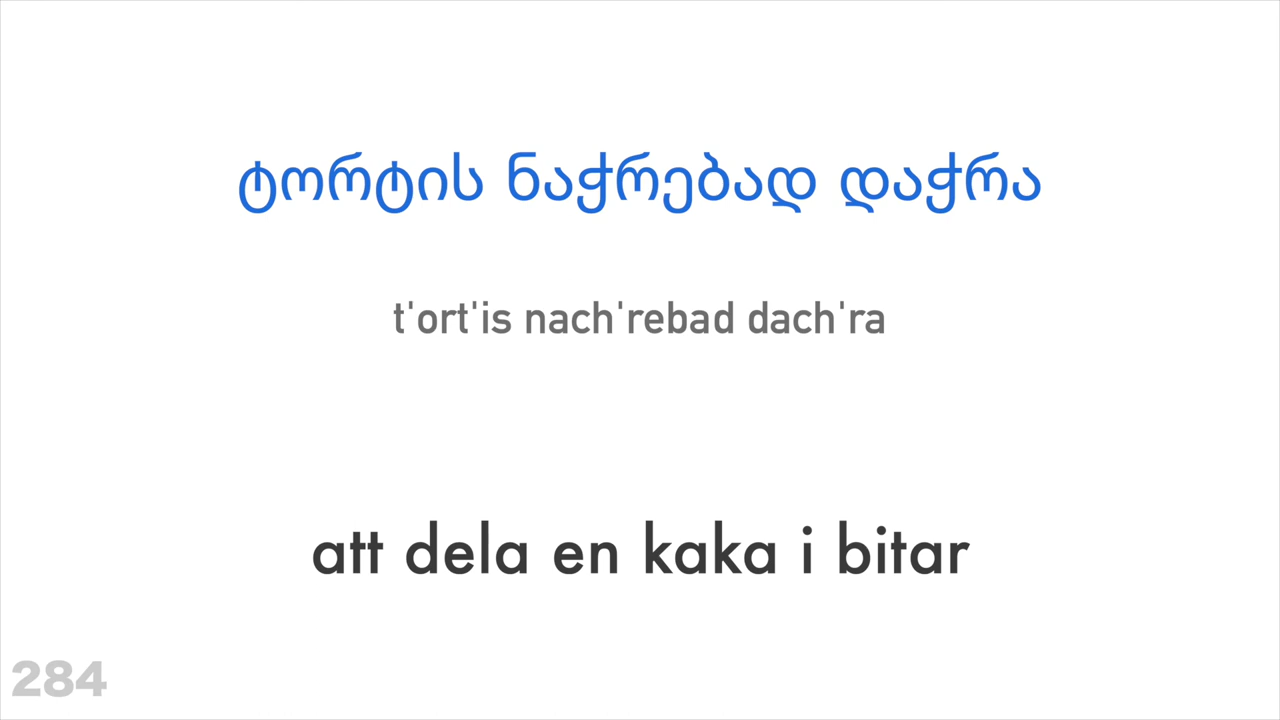 ტორტის ნაჭრებად დაჭრა
t'ort'is nach'rebad dach'ra
att dela en kaka i bitar
284